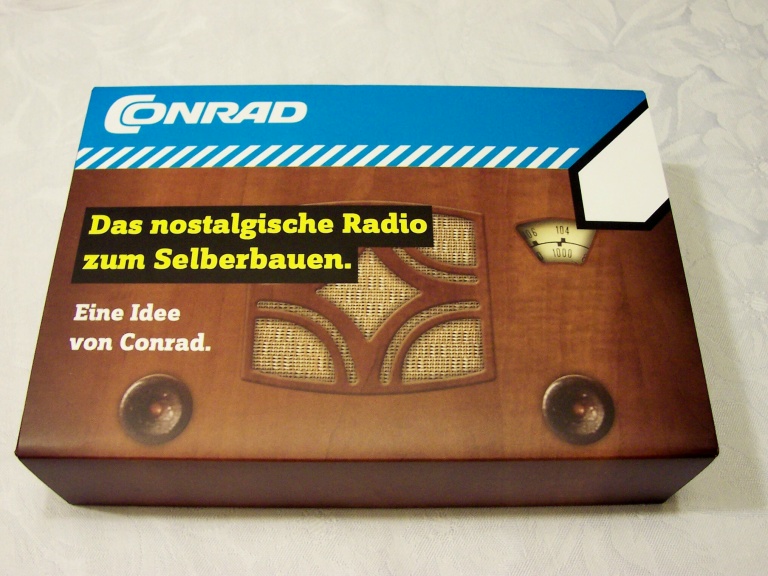 CONRAD
Das nostalgische Radio
zum Selberbauen.
Eine Idee
von Conrad.
104
1000